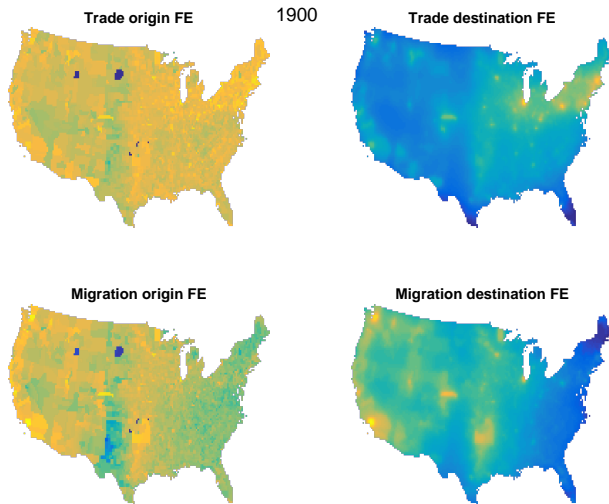 1900
Trade origin FE
Trade destination FE
Migration origin FE
Migration destination FE